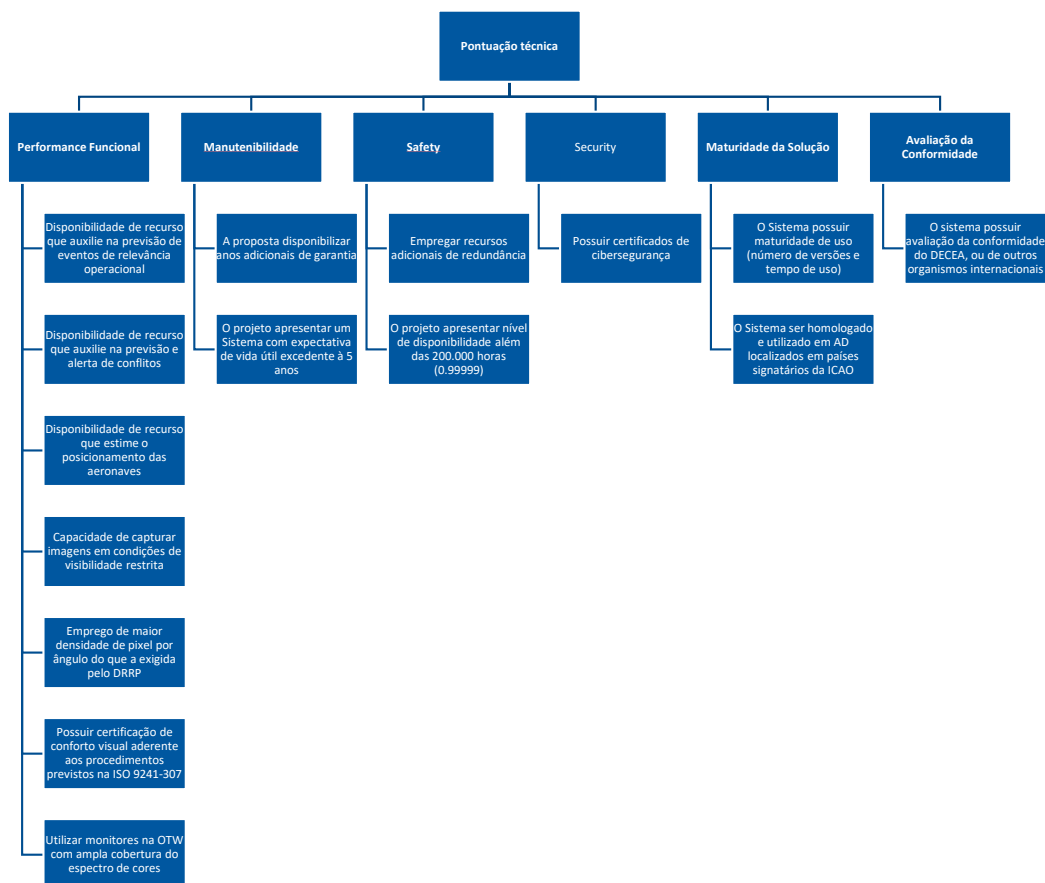 Pontuação técnica
Performance Funcional
Disponibilidade de recurso
que auxilie na previsão de
eventos de relevância
operacional
Disponibilidade de recurso
que auxilie na previsão e
alerta de conflitos
Disponibilidade de recurso
que estime o
posicionamento das
aeronaves
Capacidade de capturar
imagens em condições de
visibilidade restrita
Emprego de maior
densidade de pixel por
ângulo do que a exigida
pelo DRRP
Possuir certificação de
conforto visual aderente
aos procedimentos
previstos na ISO 9241-307
Utilizar monitores na OTW
com ampla cobertura do
espectro de cores
Manutenibilidade
A proposta disponibilizar
anos adicionais de garantia
O projeto apresentar um
Sistema com expectativa
de vida útil excedente à 5
anos
Safety
Empregar recursos
adicionais de redundância
O projeto apresentar nível
de disponibilidade além
das 200.000 horas
(0.99999)
Security
Possuir certificados de
cibersegurança
Maturidade da Solução
O Sistema possuir
maturidade de uso
(número de versões e
tempo de uso)
O Sistema ser homologado
e utilizado em AD
localizados em países
signatários da ICAO
Avaliação da
Conformidade
O sistema possuir
avaliação da conformidade
do DECEA, ou de outros
organismos internacionais